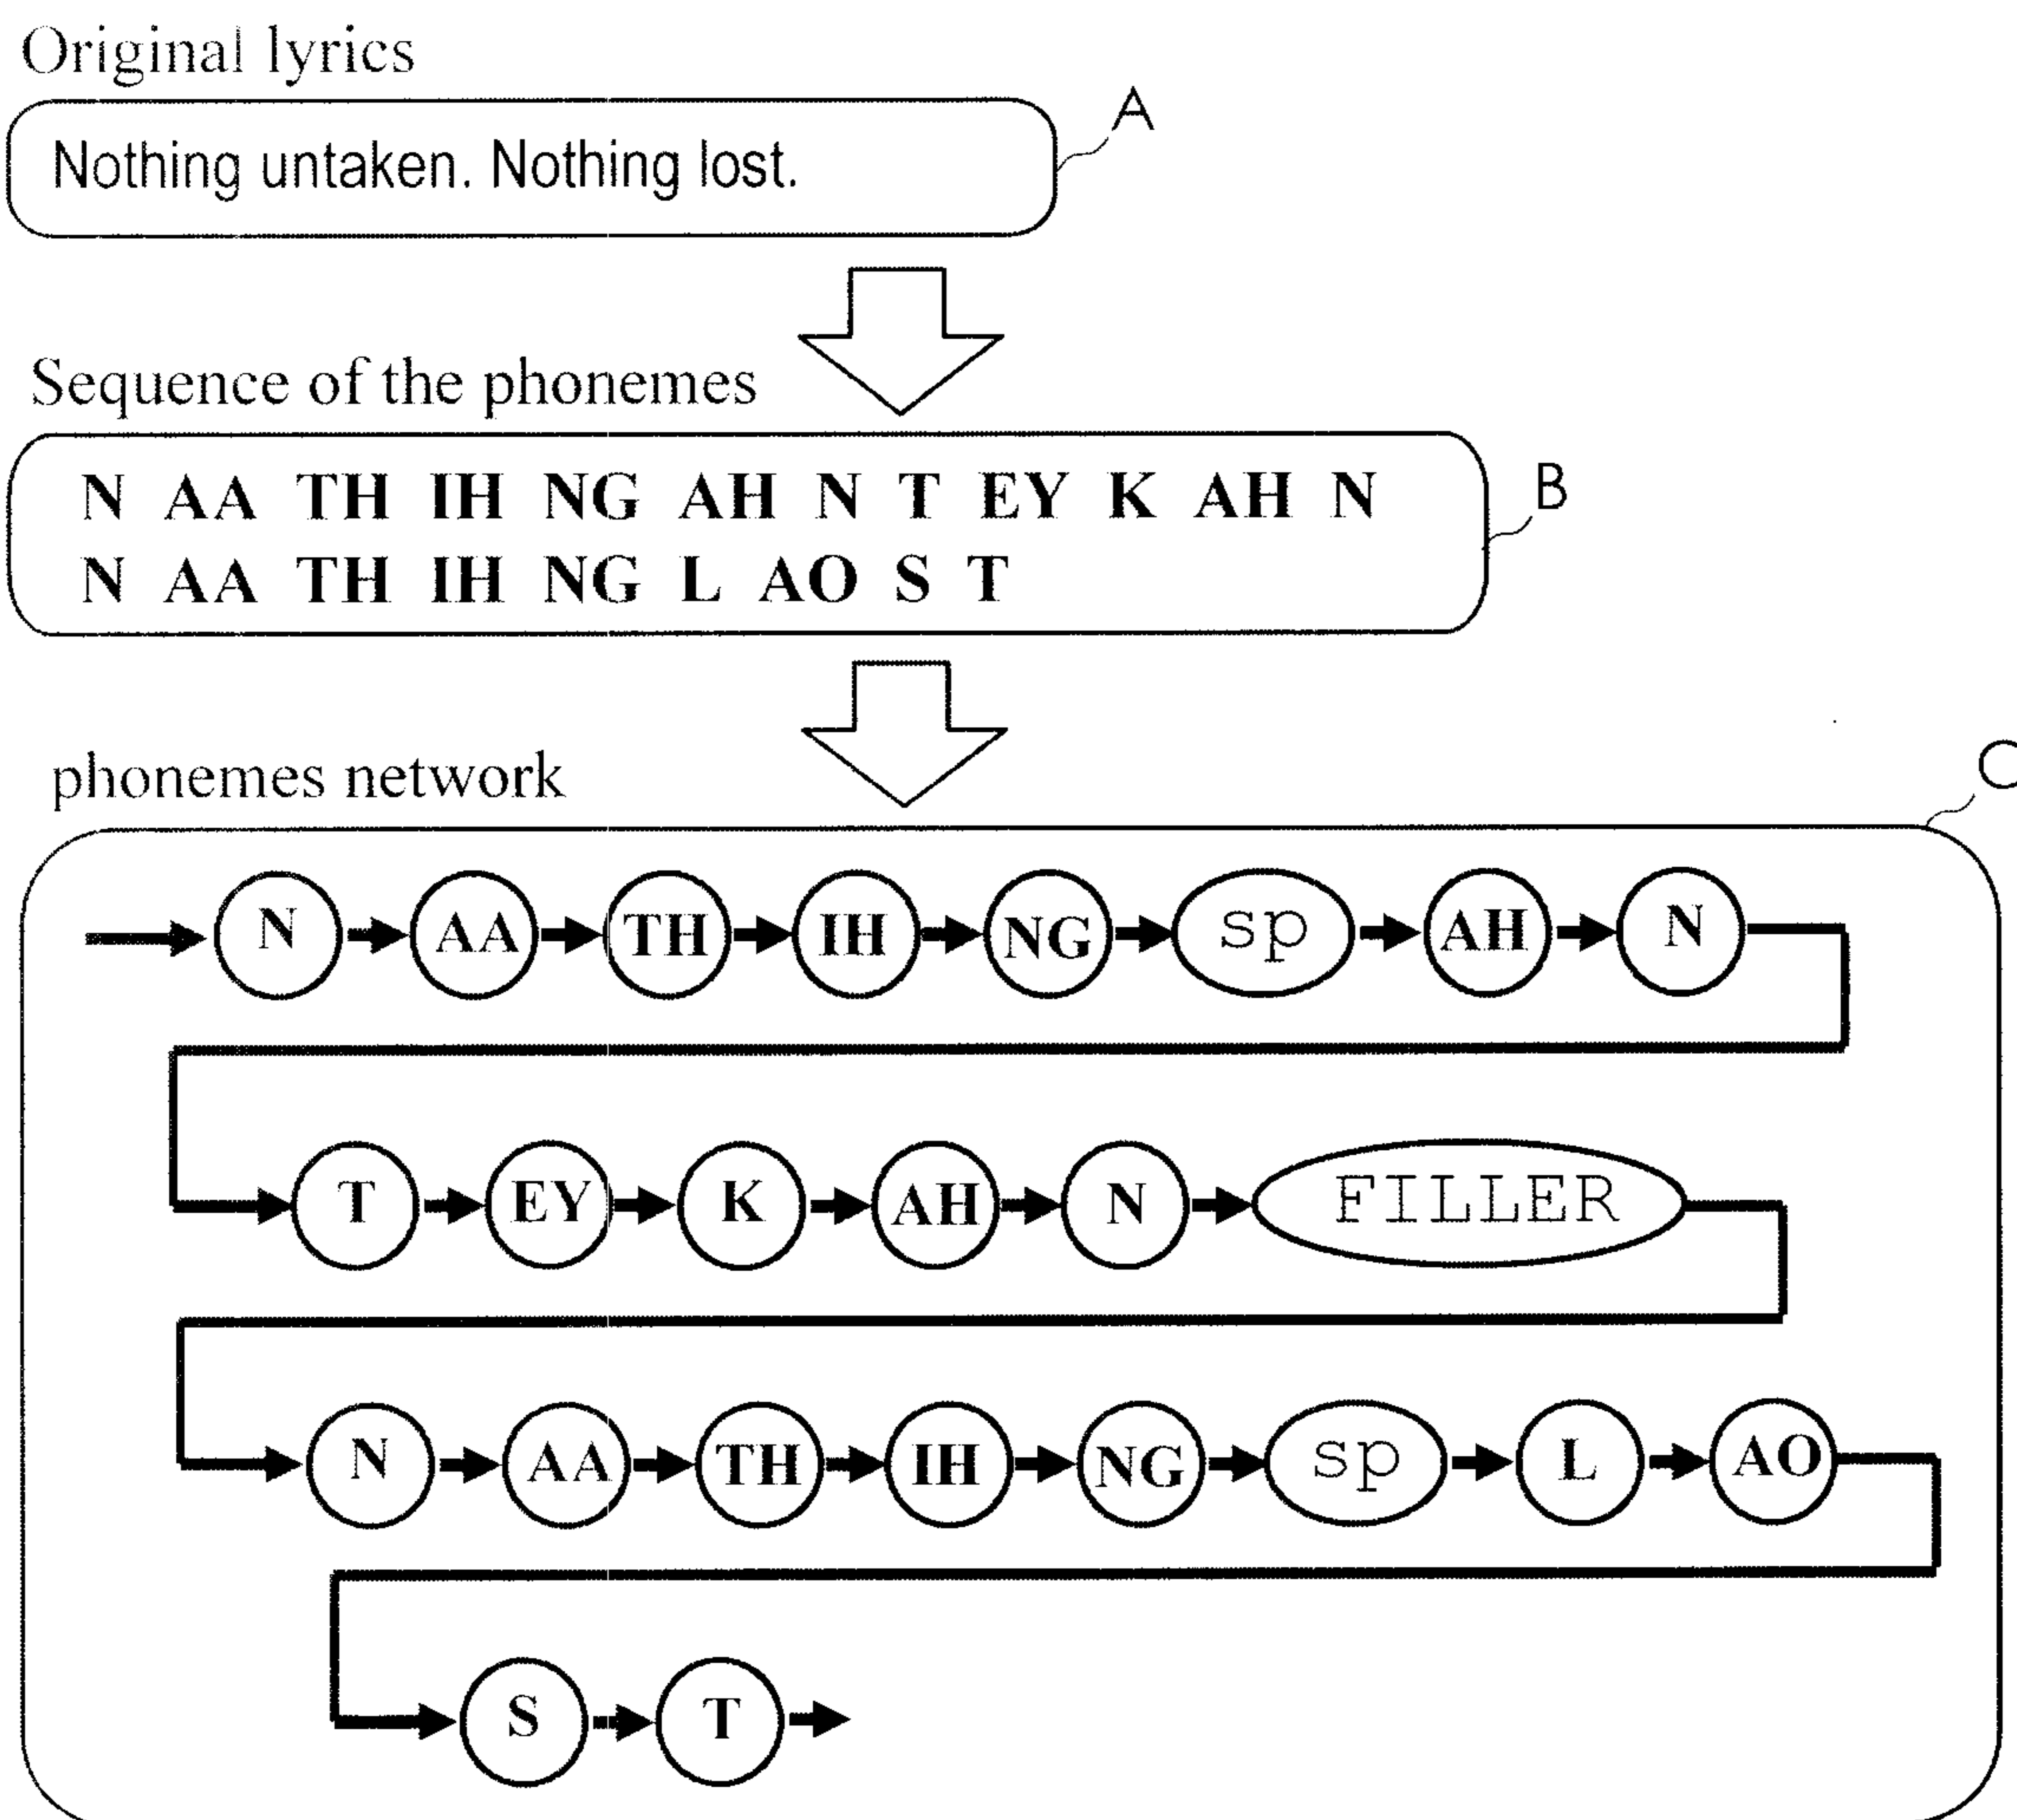 Original lyrics
A
Nothing untaken. Nothing lost.
Sequence of the phonemes
B
N AA TH IH NG AH N T EY K AH N
N AA TH IH NG L AO S T
phonemes network
C
N AA TH IH NG sp AH N
T EY K AH N FILLER
N AA TH IH NG sp L AO
S T